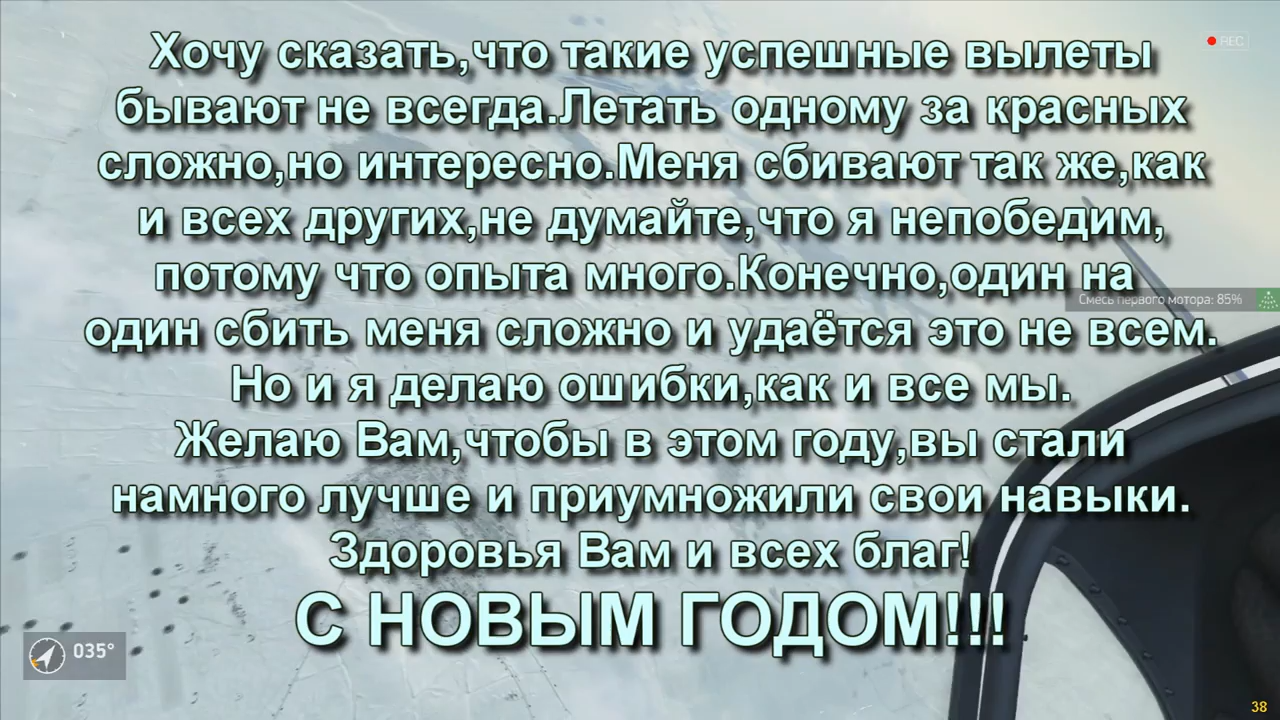 Хочу сказать,что такие успешные вылеты
REC
бывают не всегда.Летать одному за красных
сложно,но интересно.Меня сбивают так же,как
и всех других,не думайте,что я непобедим,
потому что опыта много.Конечно,один на
Смесь первого мотора: 85%
один сбить меня сложно и удаётся это не всем.
Но и я делаю ошибки,как и все мы.
Желаю Вам,чтобы в этом году,вы стали
намного лучше и приумножили свои навыки.
Здоровья Вам и всех благ!
С НОВЫМ ГОДОМ!!!
035°
38